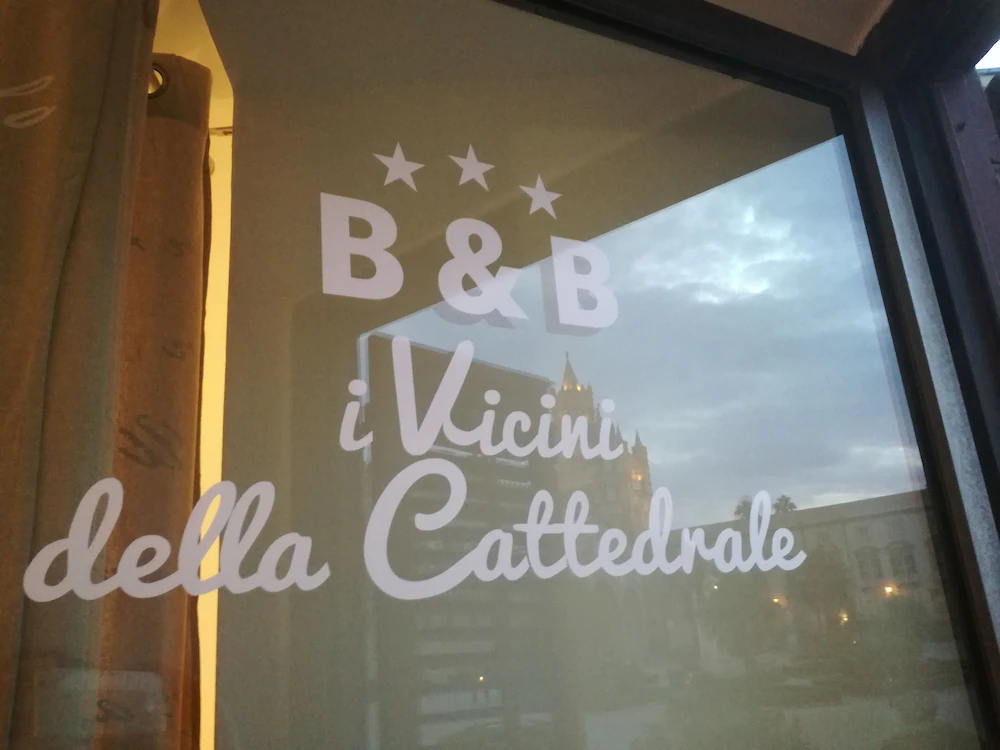 B & B
i Vicini
della Cattedrale